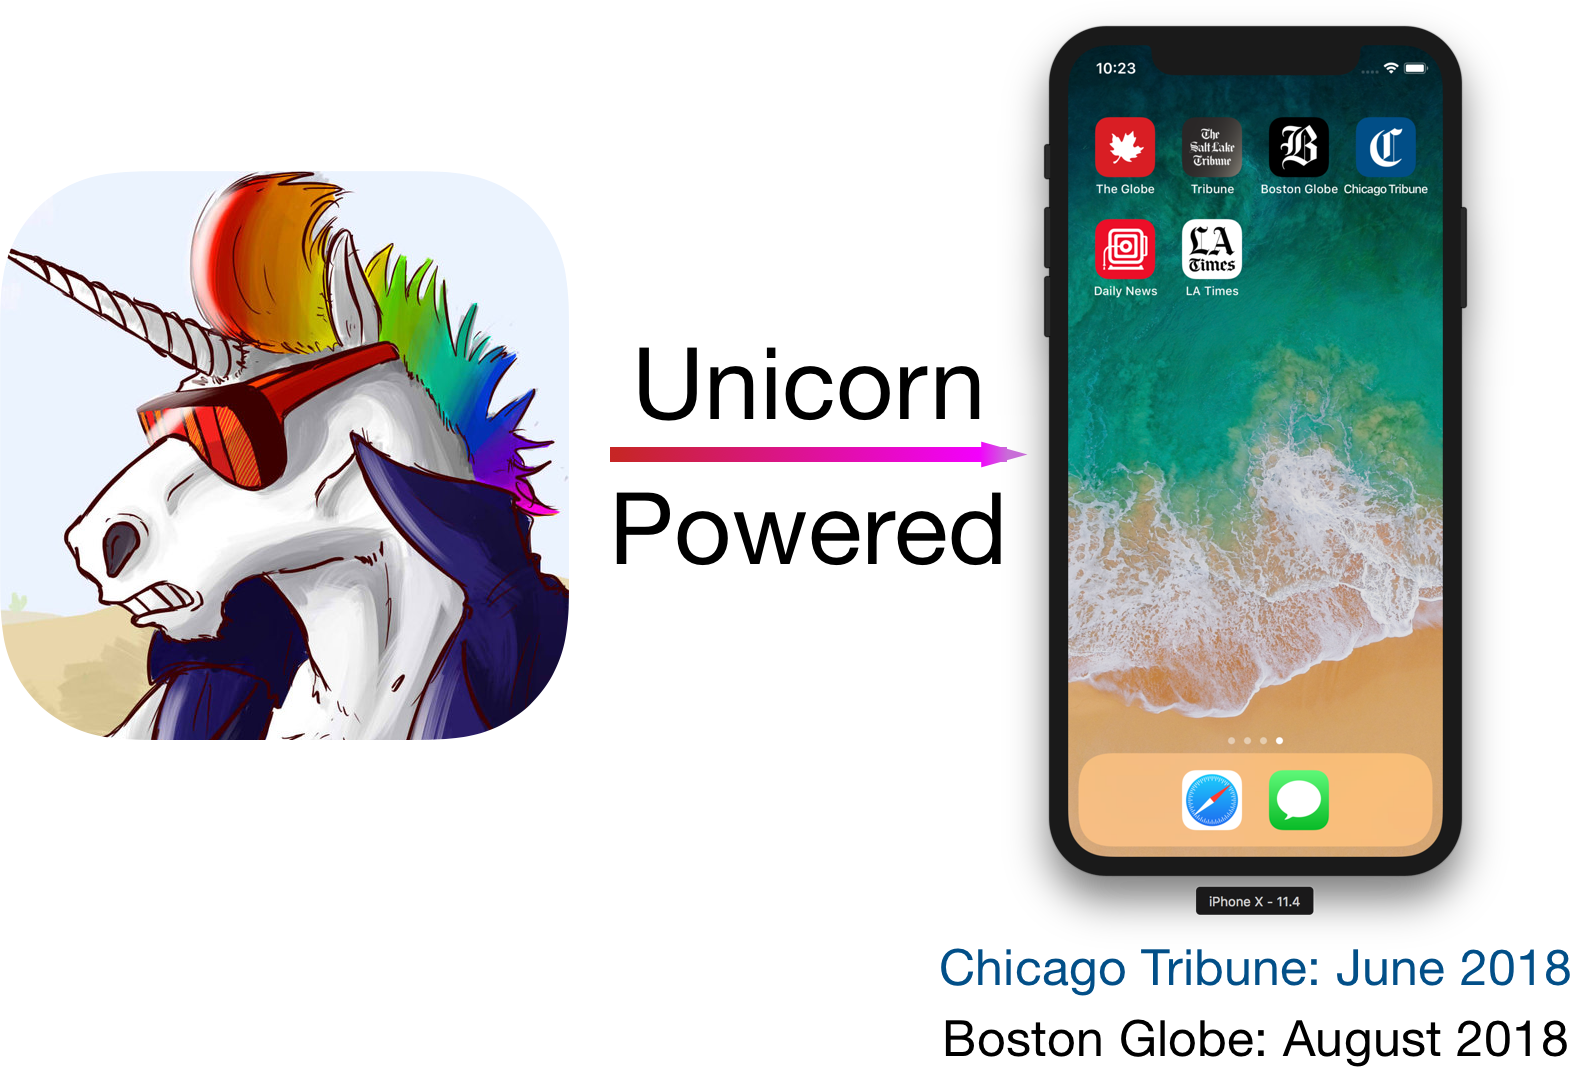 Unicorn
Powered
10:23
The
Salt Lake
Tribune
B
C
The Globe
Tribune
Boston Globe
Chicago Tribune
LA
Times
Daily News
LA Times
iPhone X - 11.4
Chicago Tribune: June 2018
Boston Globe: August 2018